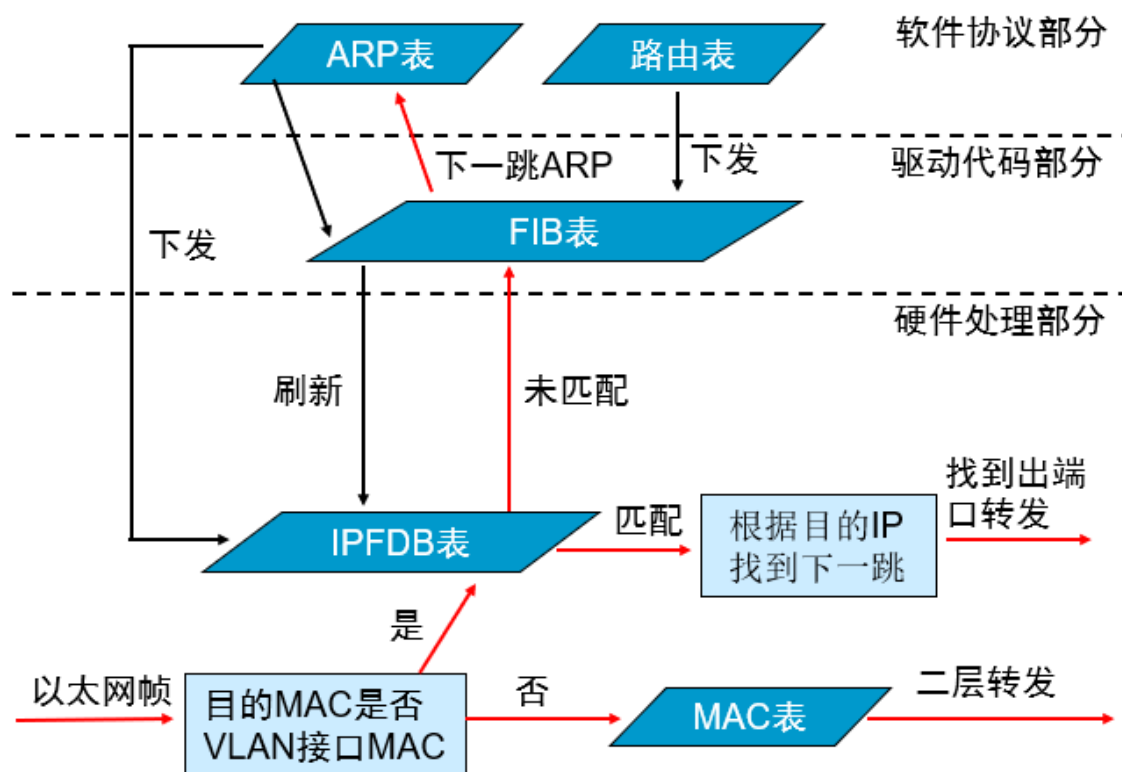 软件协议部分
ARP表
路由表
下一跳ARP
下发
驱动代码部分
下发
FIB表
硬件处理部分
刷新
未匹配
找到出端
口转发
IPFDB表
匹配
根据目的IP
找到下一跳
是
以太网帧
目的MAC是否
VLAN接口MAC
否
MAC表
二层转发